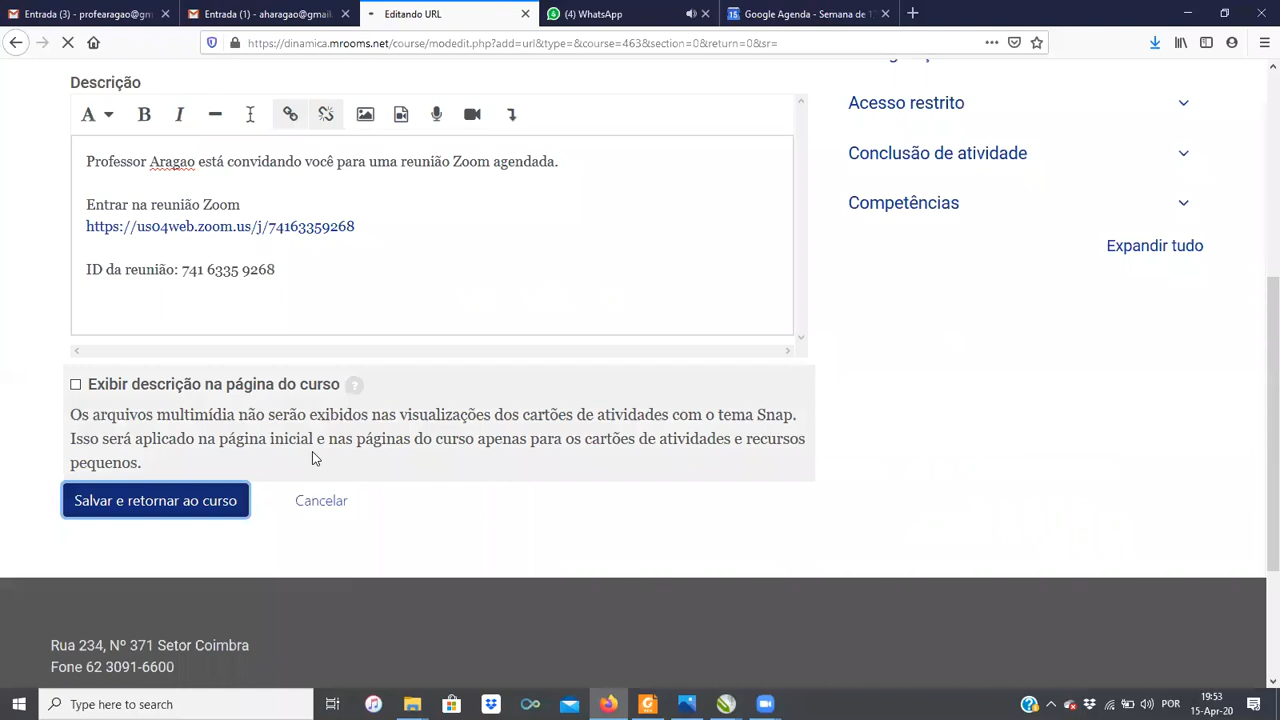 Entrada (3) - profearagao@gn
Entrada (1) - aharagao@gmail.
Editando URL
(4) WhatsApp
Google Agenda - Semana de 1
https://dinamica.mrooms.net/course/modedit.php?add=url&type=&course=463&section=0&return=0&sr=
Descrição
A
B
I
Professor Aragao está convidando você para uma reunião Zoom agendada.
Entrar na reunião Zoom
https://us04web.zoom.us/j/74163359268
ID da reunião: 741 6335 9268
Acesso restrito
Conclusão de atividade
Competências
Expandir tudo
Exibir descrição na página do curso
?
Os arquivos multimídia não serão exibidos nas visualizações dos cartões de atividades com o tema Snap.
Isso será aplicado na página inicial e nas páginas do curso apenas para os cartões de atividades e recursos
pequenos.
Salvar e retornar ao curso
Cancelar
Rua 234, Nº 371 Setor Coimbra
Fone 62 3091-6600
Type here to search
POR
19:53
15-Apr-20